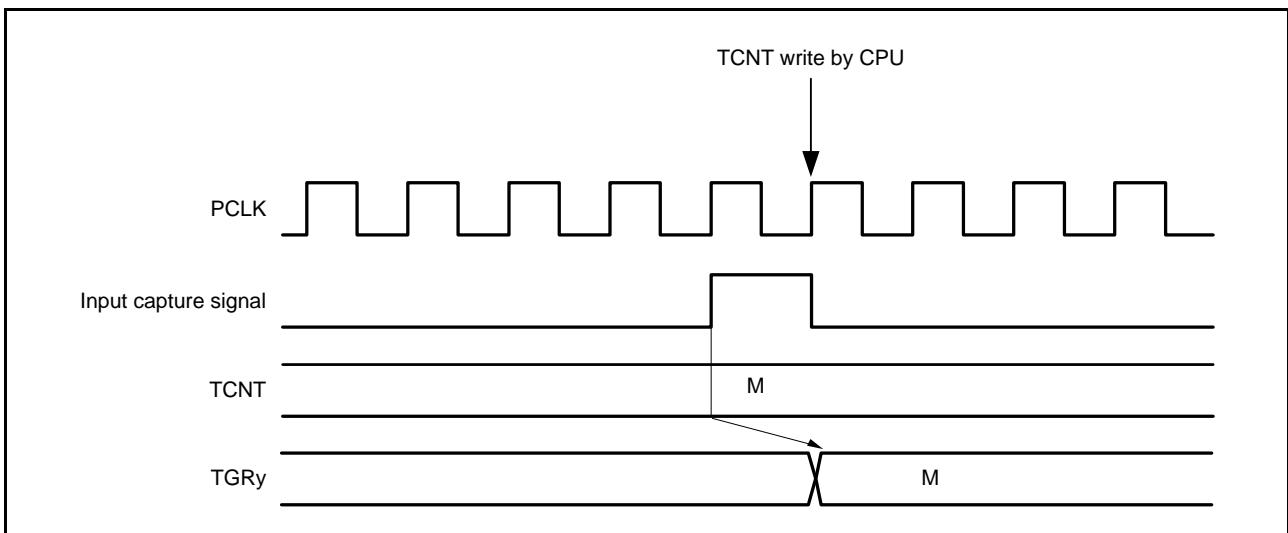 TCNT write by CPU
PCLK
Input capture signal
TCNT
M
TGRy
M